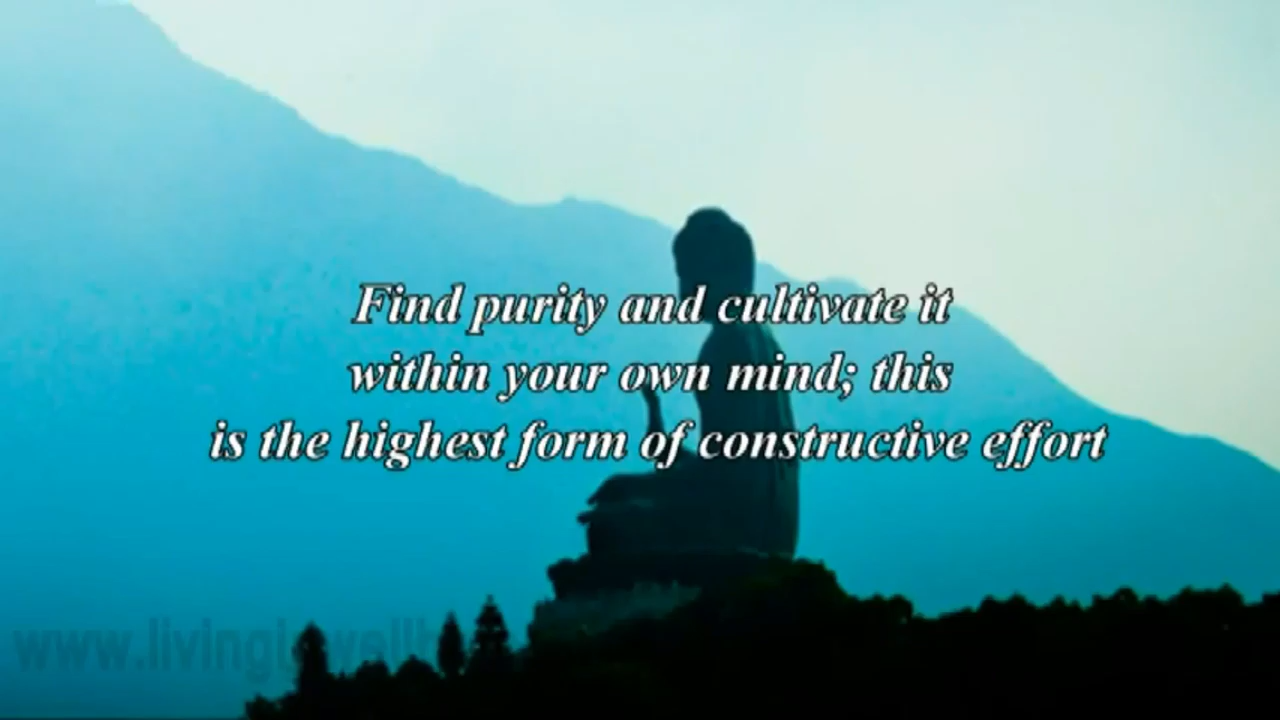 Find purity and cultivate it
within your own mind; this
is the highest form of constructive effort